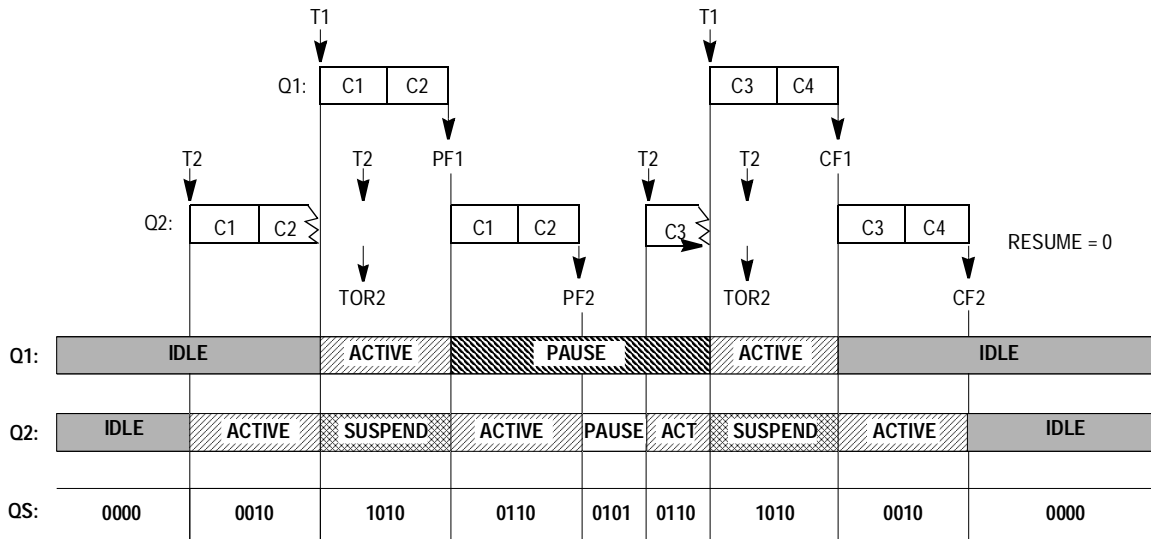 T1 T1
Q1: C1 C2 C3 C4
T2 T2 PF1 T2 T2 CF1
Q2: C1 C2 C1 C2 C3 C3 C4 RESUME = 0
TOR2 PF2 TOR2 CF2
Q1: IDLE ACTIVE PAUSE ACTIVE IDLE
Q2: IDLE ACTIVE SUSPEND ACTIVE PAUSE ACT SUSPEND ACTIVE IDLE
QS: 0000 0010 1010 0110 0101 0110 1010 0010 0000